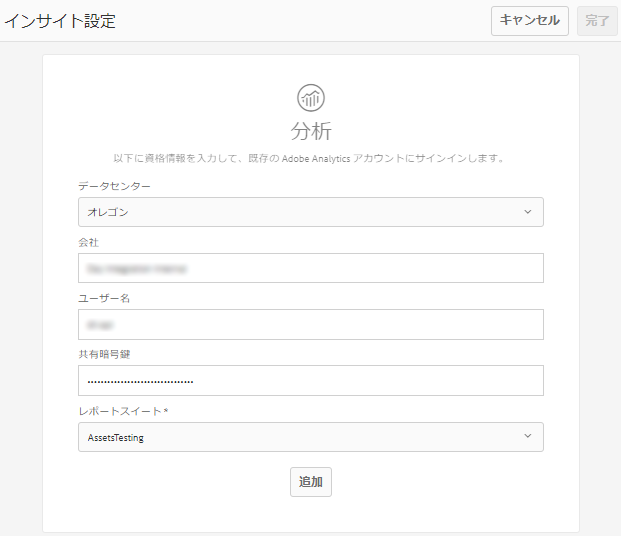 インサイト設定
キャンセル
完了
分析
以下に資格情報を入力して、既存の Adobe Analytics アカウントにサインインします。
データセンター
オレゴン
会社
ユーザー名
共有暗号鍵
••••••••••••••••••••••••••••••••
レポートスイート *
AssetsTesting
追加